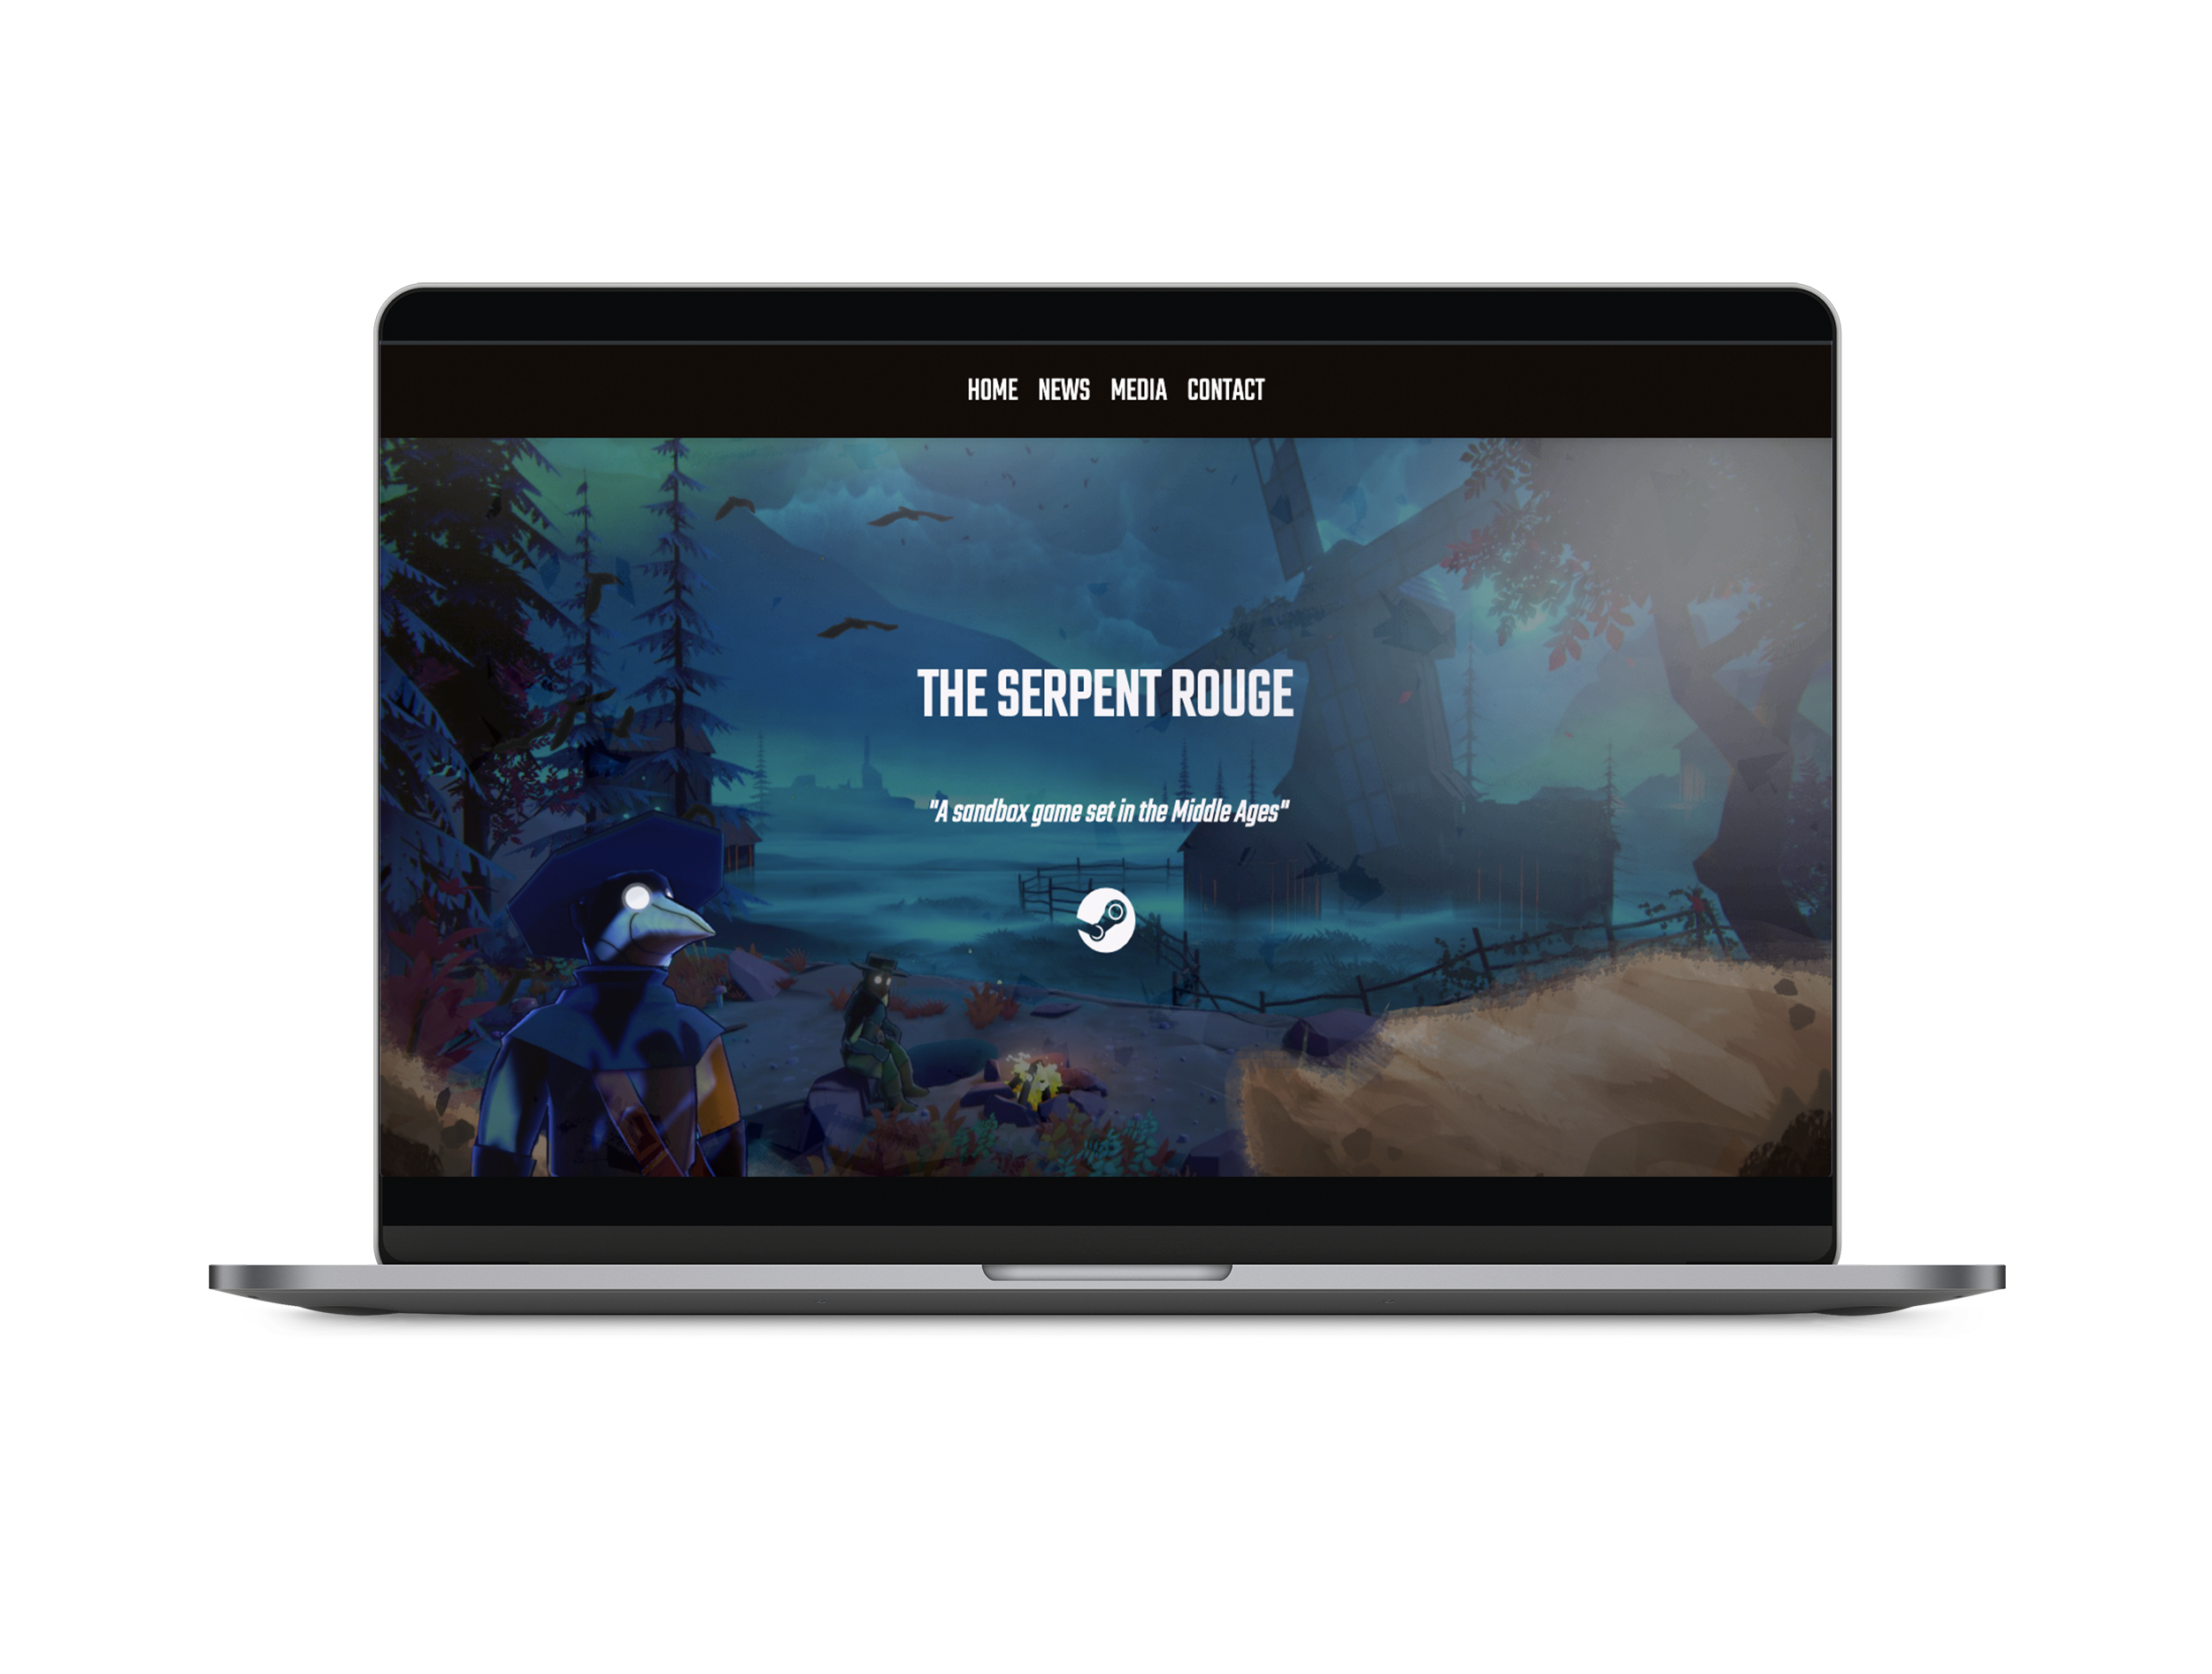 HOME NEWS MEDIA CONTACT
THE SERPENT ROUGE
"A sandbox game set in the Middle Ages"